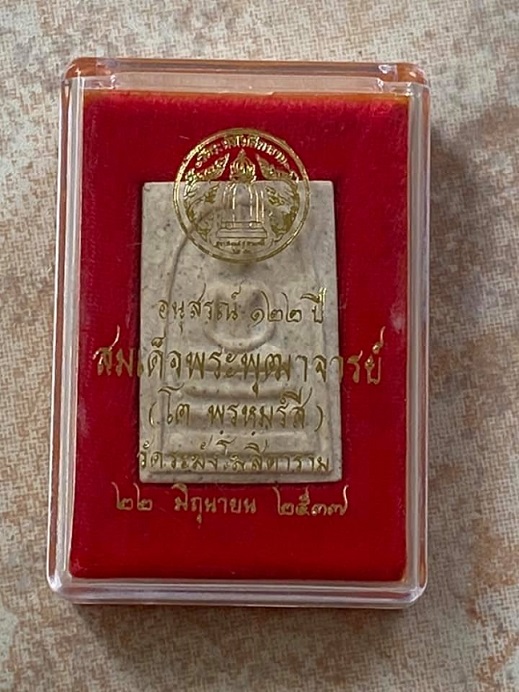 อนุสรณ์ ๑๒๒ ปี
สมเด็จพระพุฒาจารย์
(โต พฺรหฺมรํสี)
วัดระฆังโฆสิตาราม
๒๒ มิถุนายน ๒๕๓๗